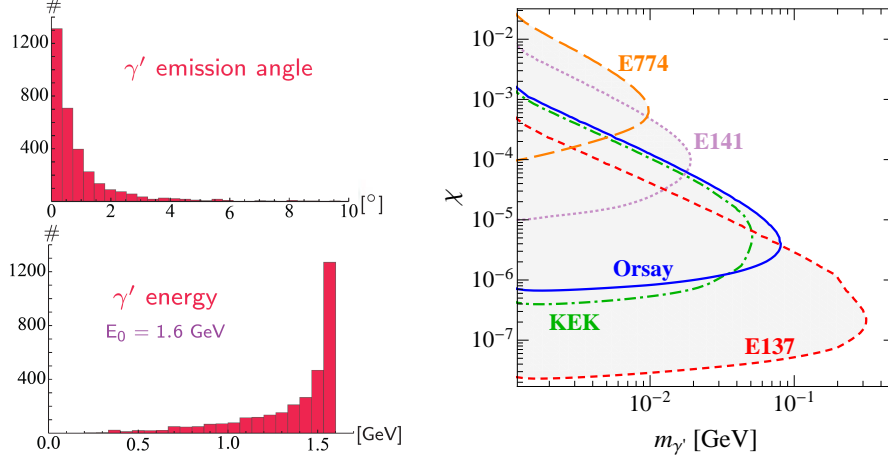 #
1200
800
400
0
2
4
6
8
10
[°]
γ′ emission angle
#
1200
800
400
0.0
0.5
1.0
1.5
[GeV]
γ′ energy
E₀ = 1.6 GeV
10⁻²
10⁻³
10⁻⁴
10⁻⁵
10⁻⁶
10⁻⁷
χ
E774
E141
Orsay
KEK
E137
10⁻²
10⁻¹
m_γ′ [GeV]